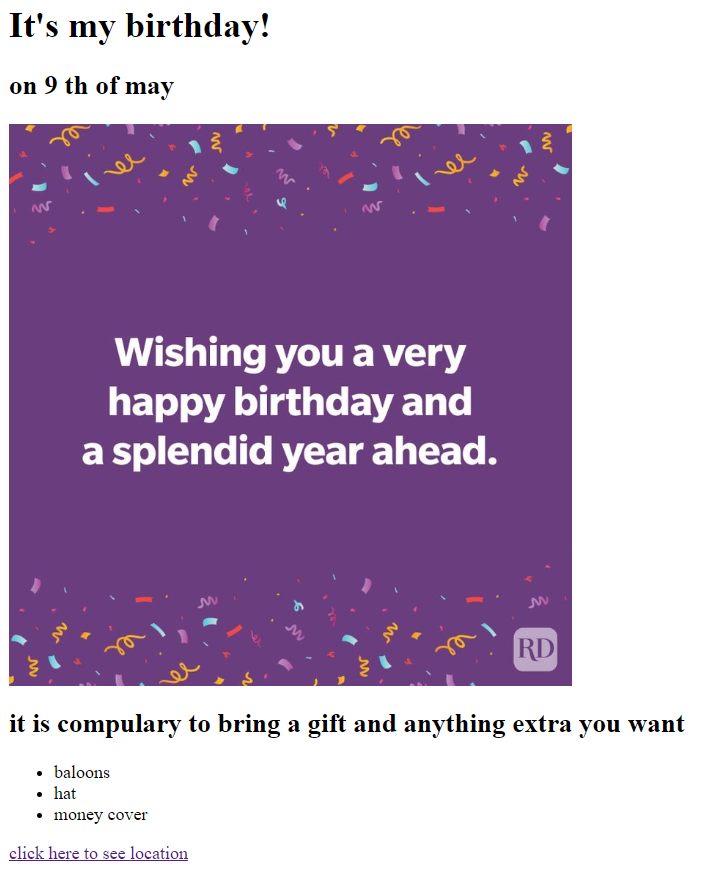 It's my birthday!
on 9 th of may
Wishing you a very
happy birthday and
a splendid year ahead.
RD
it is compulary to bring a gift and anything extra you want
baloons
hat
money cover
click here to see location